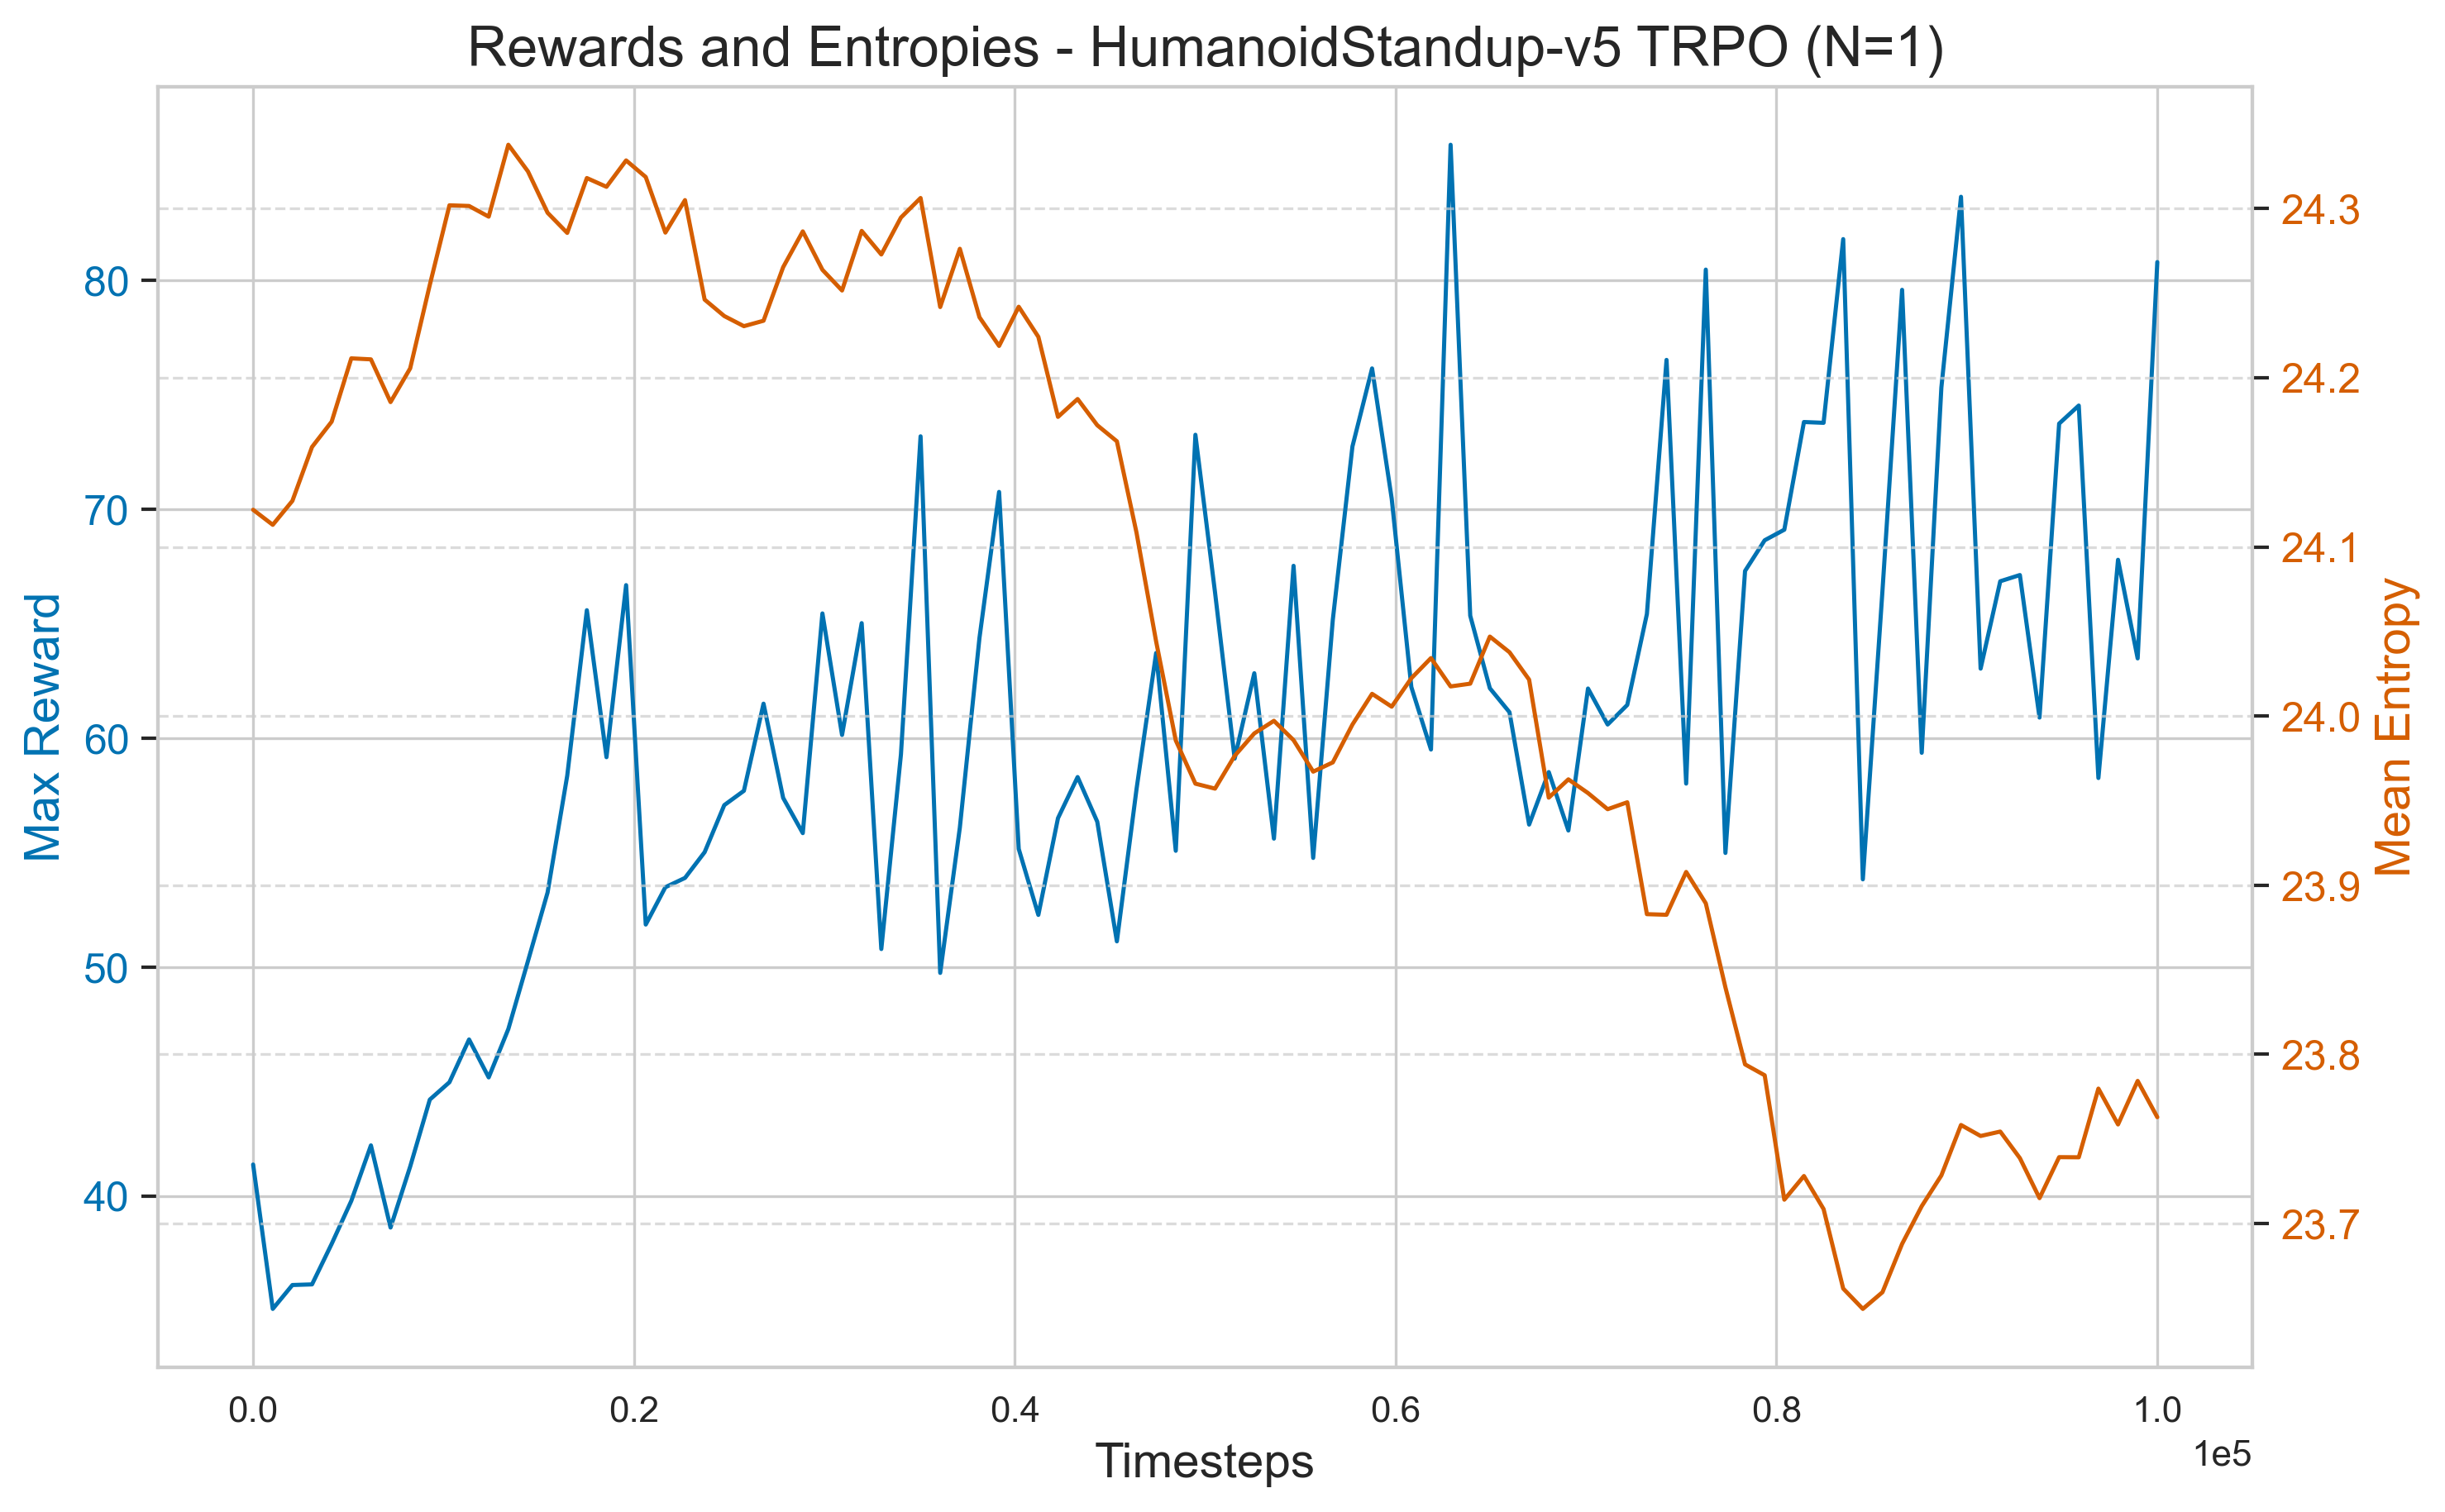 Rewards and Entropies - HumanoidStandup-v5 TRPO (N=1)
Max Reward
80
70
60
50
40
24.3
24.2
24.1
24.0
23.9
23.8
23.7
Mean Entropy
0.0 0.2 0.4 0.6 0.8 1.0
1e5
Timesteps